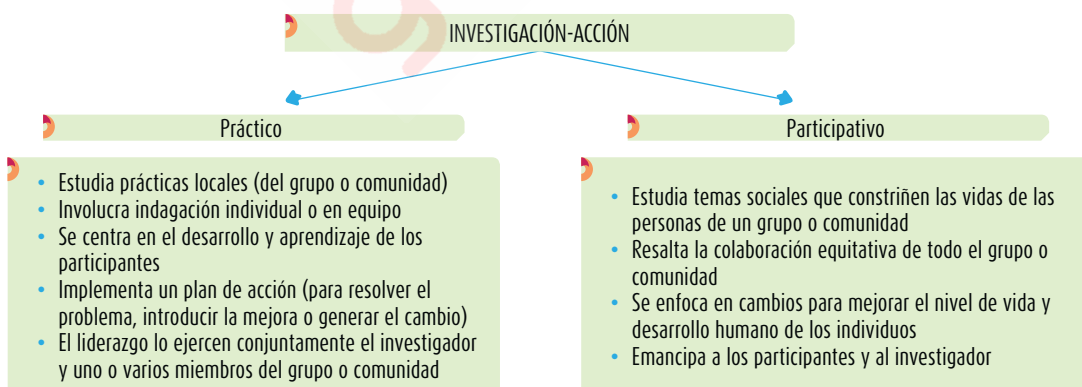 INVESTIGACIÓN-ACCIÓN
Práctico
• Estudia prácticas locales (del grupo o comunidad)
• Involucra indagación individual o en equipo
• Se centra en el desarrollo y aprendizaje de los
participantes
• Implementa un plan de acción (para resolver el
problema, introducir la mejora o generar el cambio)
• El liderazgo lo ejercen conjuntamente el investigador
y uno o varios miembros del grupo o comunidad
Participativo
• Estudia temas sociales que constriñen las vidas de las
personas de un grupo o comunidad
• Resalta la colaboración equitativa de todo el grupo o
comunidad
• Se enfoca en cambios para mejorar el nivel de vida y
desarrollo humano de los individuos
• Emancipa a los participantes y al investigador